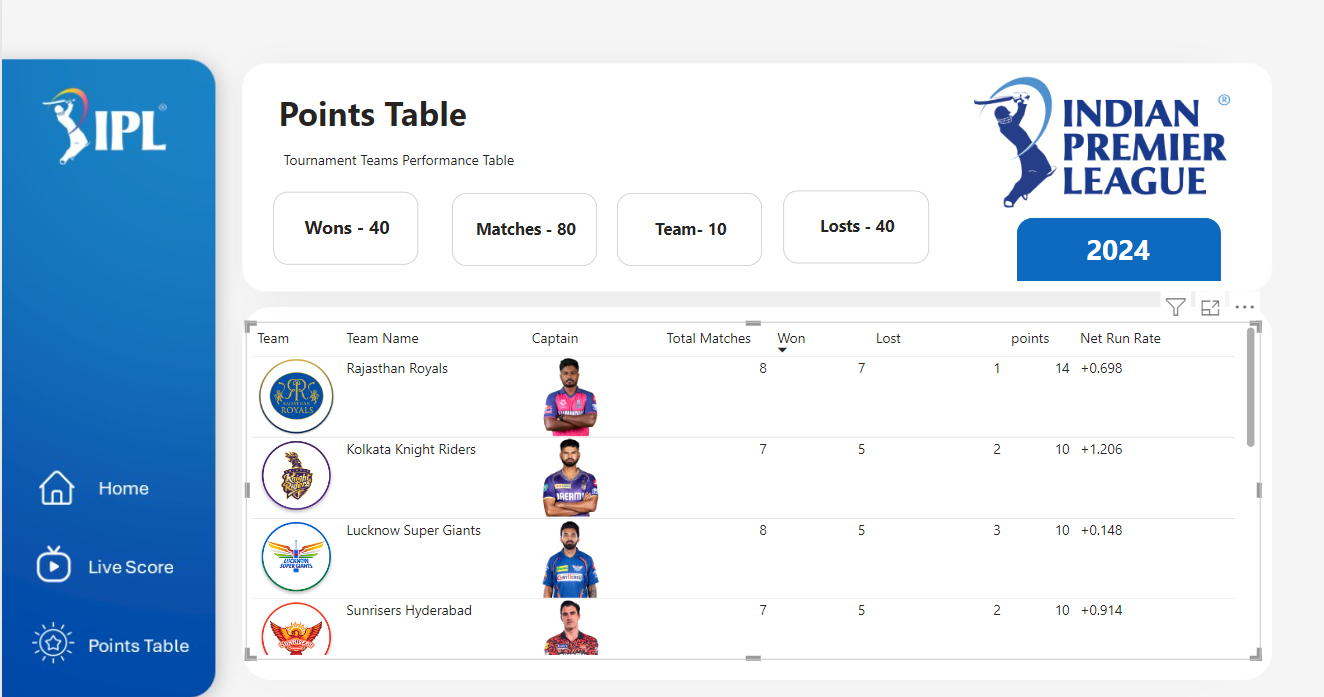 IPL
®
Points Table
Tournament Teams Performance Table
Wons - 40
Matches - 80
Team- 10
Losts - 40
INDIAN
PREMIER
LEAGUE
®
2024
Team Team Name Captain Total Matches Won Lost points Net Run Rate
RAJASTHAN
ROYALS
Rajasthan Royals 8 7 1 14 +0.698
Knight
Riders
Kolkata Knight Riders 7 5 2 10 +1.206
DREAM11
LUCKNOW
SUPER GIANTS
Lucknow Super Giants 8 5 3 10 +0.148
Sunrisers Hyderabad 7 5 2 10 +0.914
Home
Live Score
Points Table